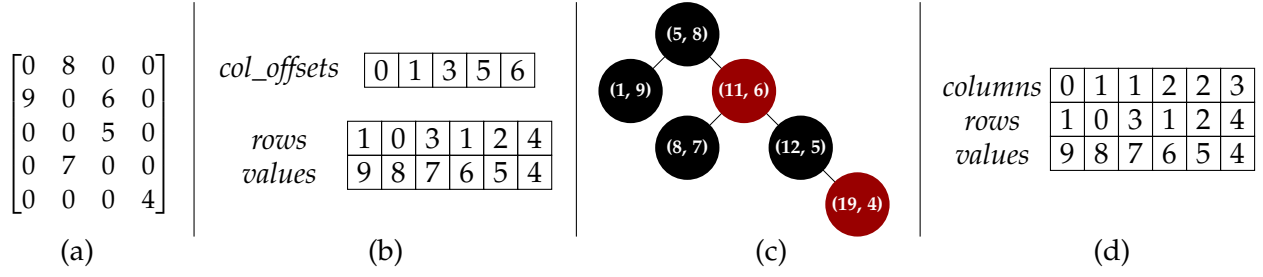 0 8 0 0
9 0 6 0
0 0 5 0
0 7 0 0
0 0 0 4
(a)
col_offsets 0 1 3 5 6
rows 1 0 3 1 2 4
values 9 8 7 6 5 4
(b)
(5, 8)
(1, 9) (11, 6)
(8, 7) (12, 5)
(19, 4)
(c)
columns 0 1 1 2 2 3
rows 1 0 3 1 2 4
values 9 8 7 6 5 4
(d)